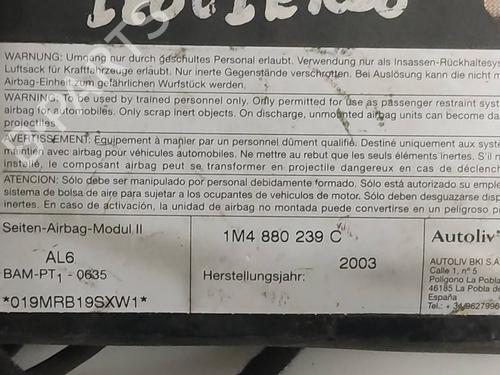 WARNUNG: Umgang nur durch geschultes Personal erlaubt. Verwendung nur als Insassen-Rückhaltesys
Luftsack für Kraftfahrzeuge erlaubt. Nur inerte Gegenstände verschrotten. Bei Auslösung kann die nicht
Airbag-Einheit zum gefährlichen Wurfstück werden.
WARNING: To be used by trained personnel only. Only permitted for use as passenger restraint syst
airbag for automobiles. Only scrap inert objects. On discharge, unmounted airbag units can become da
projectiles.
AVERTISSEMENT: Equipement à manier par un personnel dûment qualifié. Destiné uniquement aux systè
maintien avec airbag pour véhicules automobiles. Ne mettre au rebut que les seuls éléments inertes. S'i
installé, le composant airbag peut se transformer en projectile dangereux en cas de déclench
ATENCION: Sólo debe ser manipulado por personal debidamente formado. Sólo está autorizado su emple
sistema de bolsa de aire para sujetar a los ocupantes de vehículos de motor. Sólo deben desguazarse disp
inertes. En caso de activación, la unidad de airbag no montada puede convertirse en un peligroso p
Seiten-Airbag-Modul II
1M4 880 239 C
Autoliv
AL6
BAM-PT1 - 0635
Herstellungsjahr:
2003
AUTOLIV BKI S.A
Calle 1, n° 5
Polígono La Pobla
46185 La Pobla de
España
Tel.: + 34/9627996
*019MRB19SXW1*